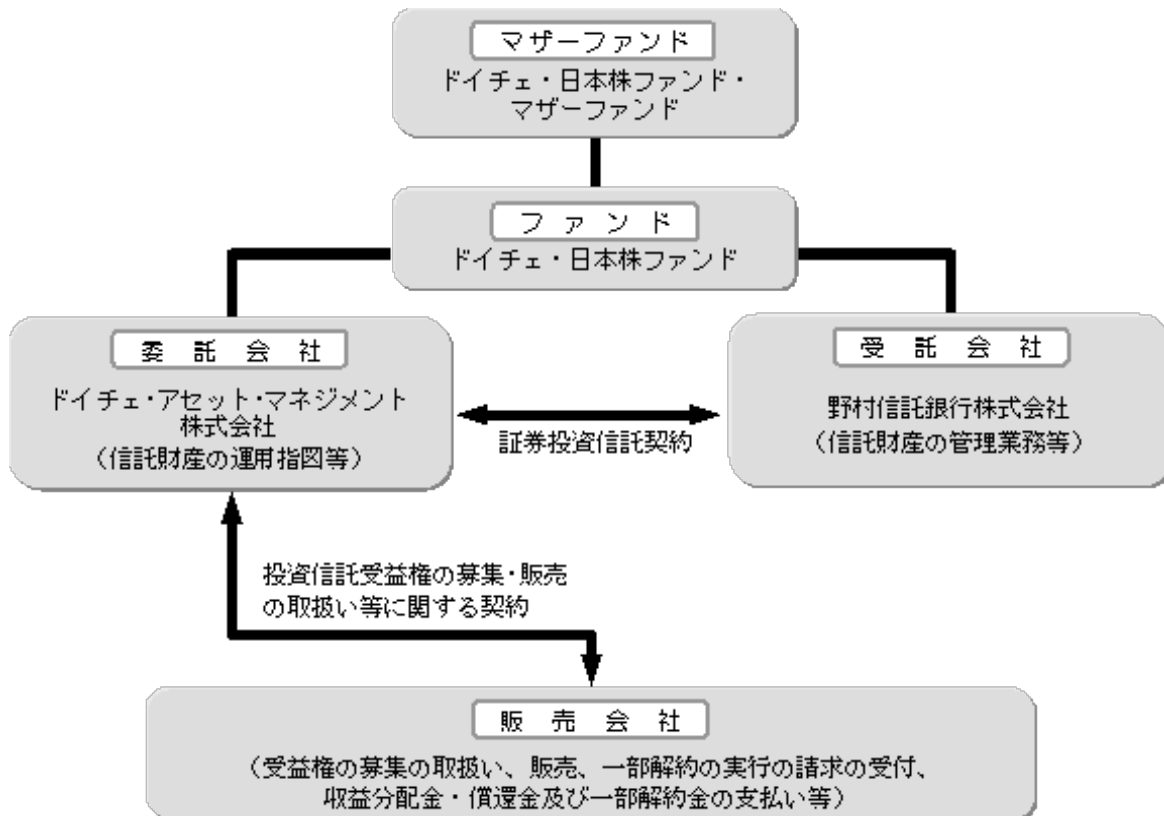 マザーファンド
ドイチェ・日本株ファンド・
マザーファンド
ファンド
ドイチェ・日本株ファンド
委託会社
ドイチェ・アセット・マネジメント
株式会社
（信託財産の運用指図等）
受託会社
野村信託銀行株式会社
（信託財産の管理業務等）
証券投資信託契約
投資信託受益権の募集・販売
の取扱い等に関する契約
販売会社
（受益権の募集の取扱い、販売、一部解約の実行の請求の受付、
収益分配金・償還金及び一部解約金の支払い等）